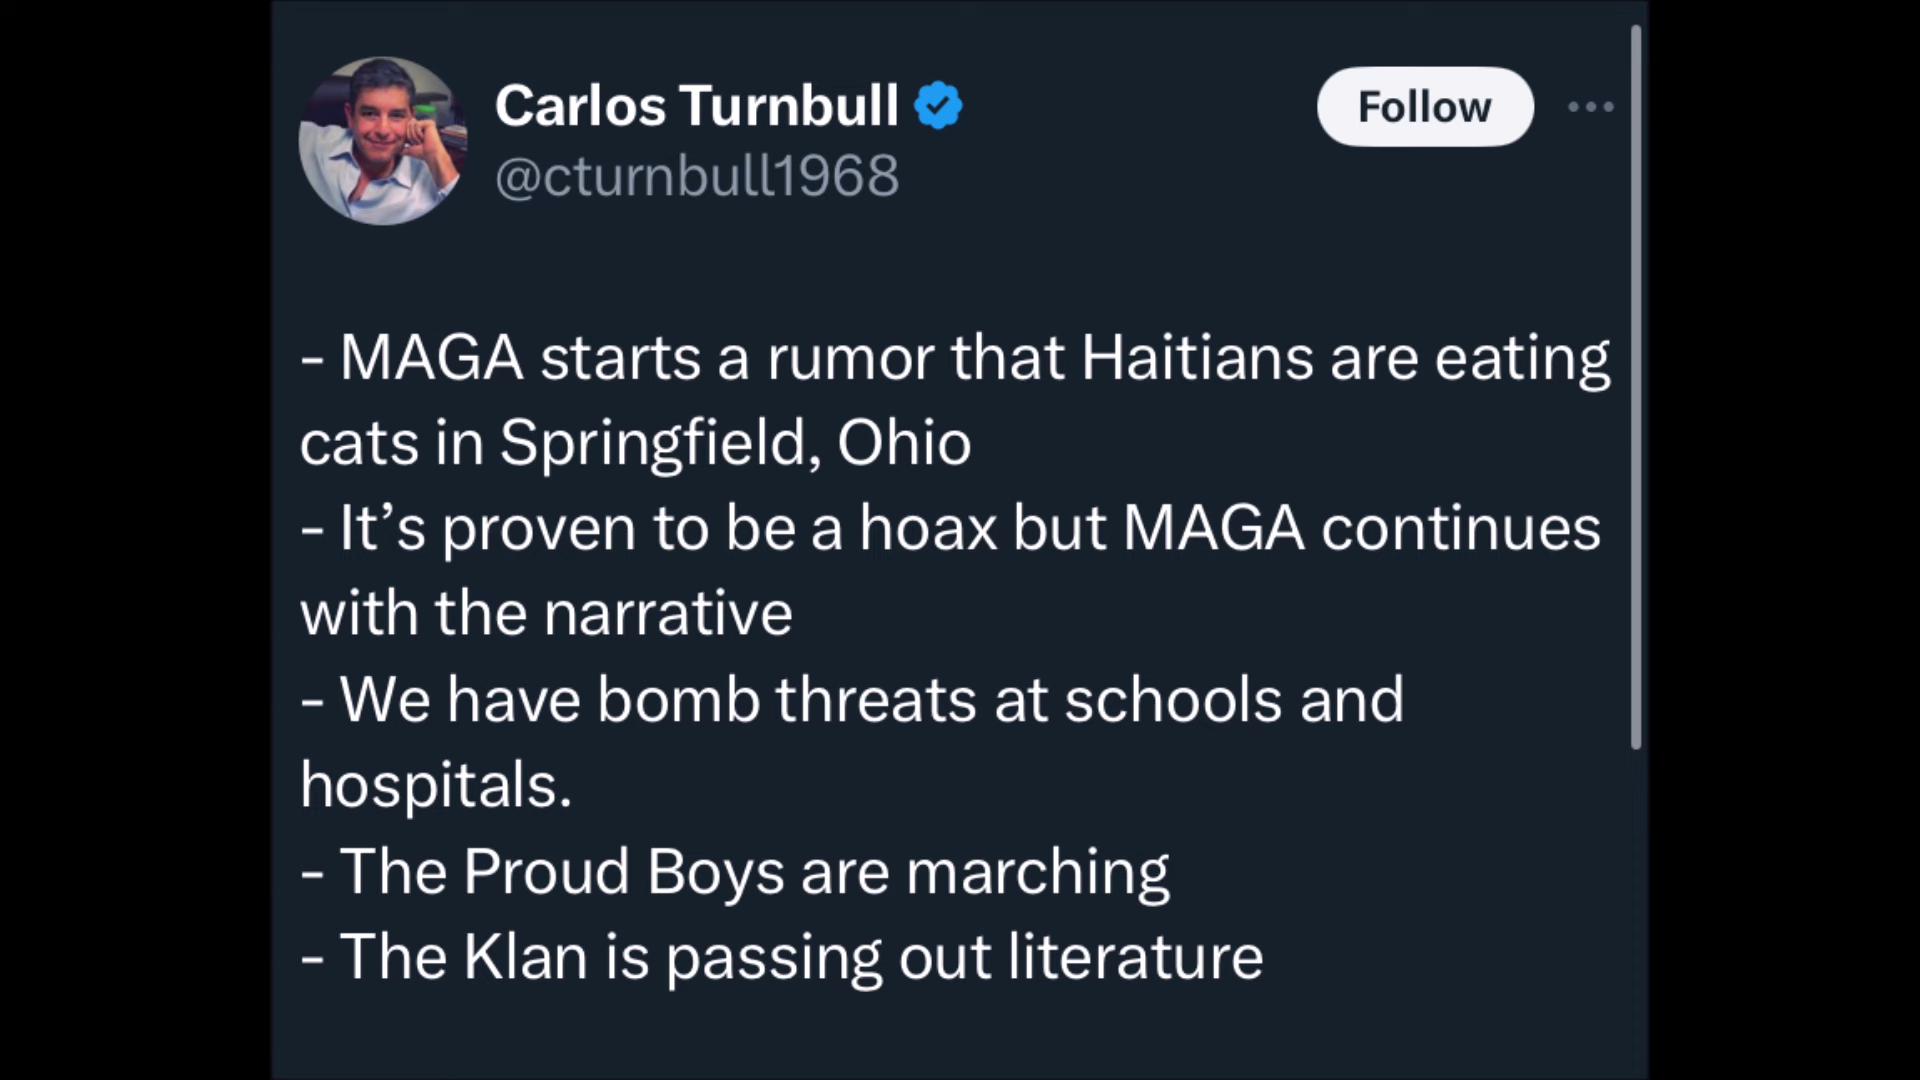 Carlos Turnbull
Follow
@cturnbull1968
- MAGA starts a rumor that Haitians are eating
cats in Springfield, Ohio
- It’s proven to be a hoax but MAGA continues
with the narrative
- We have bomb threats at schools and
hospitals.
- The Proud Boys are marching
- The Klan is passing out literature